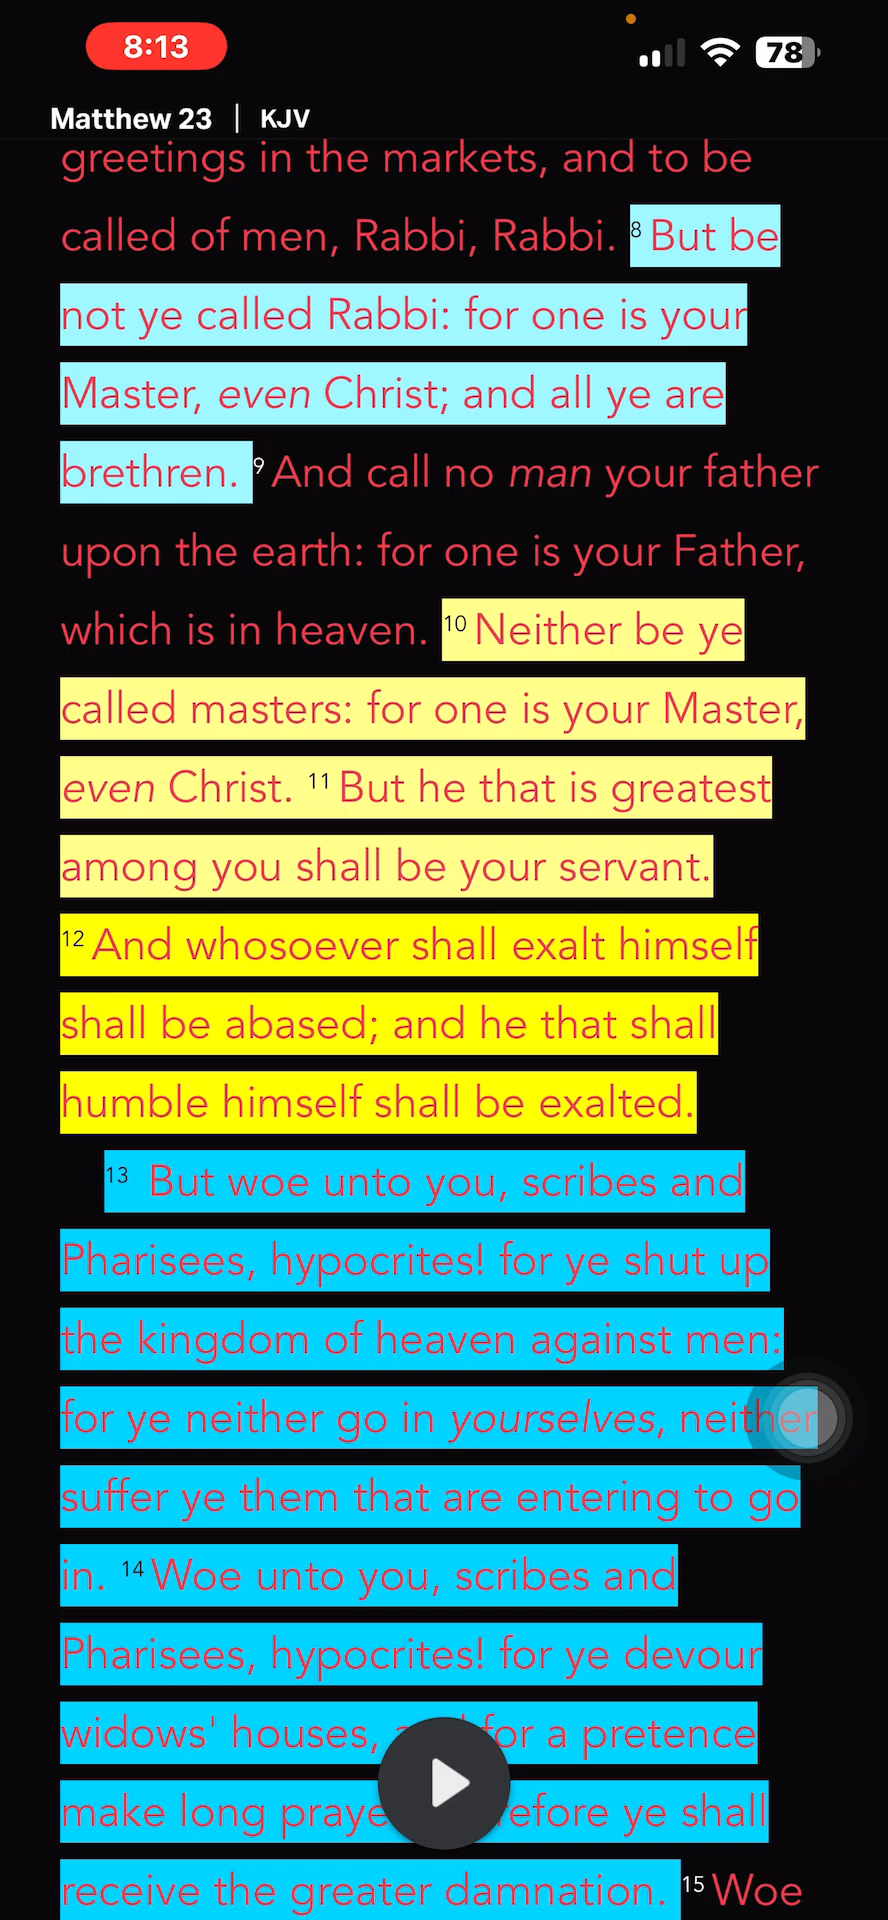 8:13
78
Matthew 23 | KJV
greetings in the markets, and to be
called of men, Rabbi, Rabbi. 8 But be
not ye called Rabbi: for one is your
Master, even Christ; and all ye are
brethren. 9 And call no man your father
upon the earth: for one is your Father,
which is in heaven. 10 Neither be ye
called masters: for one is your Master,
even Christ. 11 But he that is greatest
among you shall be your servant.
12 And whosoever shall exalt himself
shall be abased; and he that shall
humble himself shall be exalted.
13 But woe unto you, scribes and
Pharisees, hypocrites! for ye shut up
the kingdom of heaven against men:
for ye neither go in yourselves, neither
suffer ye them that are entering to go
in. 14 Woe unto you, scribes and
Pharisees, hypocrites! for ye devour
widows' houses, for a pretence
make long ye shall
receive the greater damnation. 15 Woe